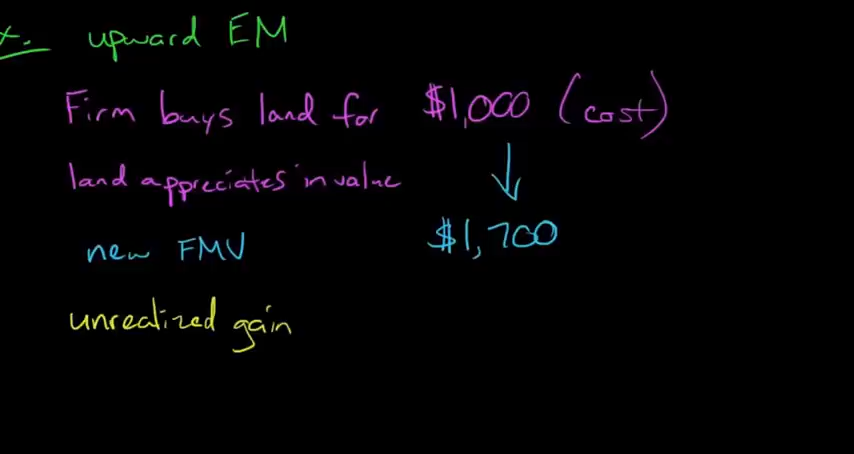 x. upward EM
Firm buys land for $1,000 (cost)
land appreciates in value
new FMV $1,700
unrealized gain